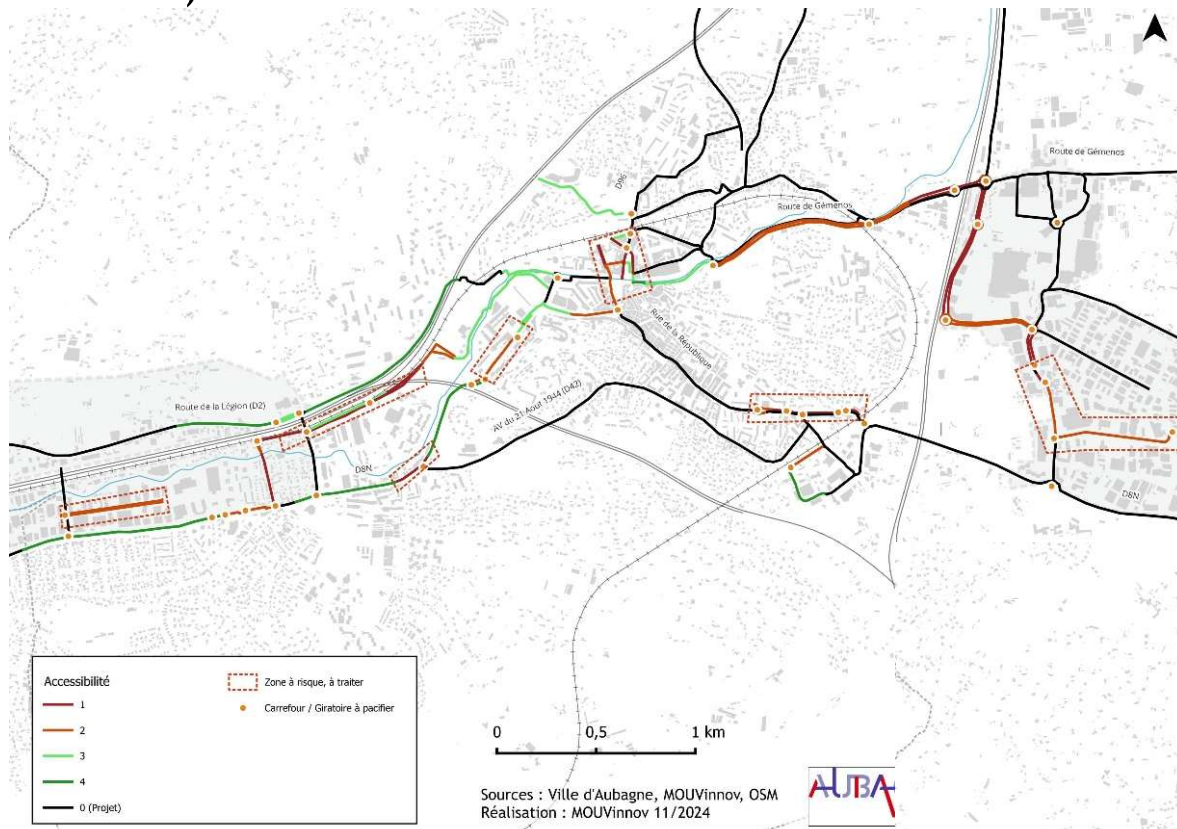 Route de Gémenos
D96
Route de Gémenos
Rue de la République
Route de la Légion (D2)
AV du 21 Aout 1944 (D42)
D8N
D8N
Accessibilité
1
2
3
4
0 (Projet)
Zone à risque, à traiter
Carrefour / Giratoire à pacifier
0 0,5 1 km
Sources : Ville d'Aubagne, MOUVinnov, OSM
Réalisation : MOUVinnov 11/2024